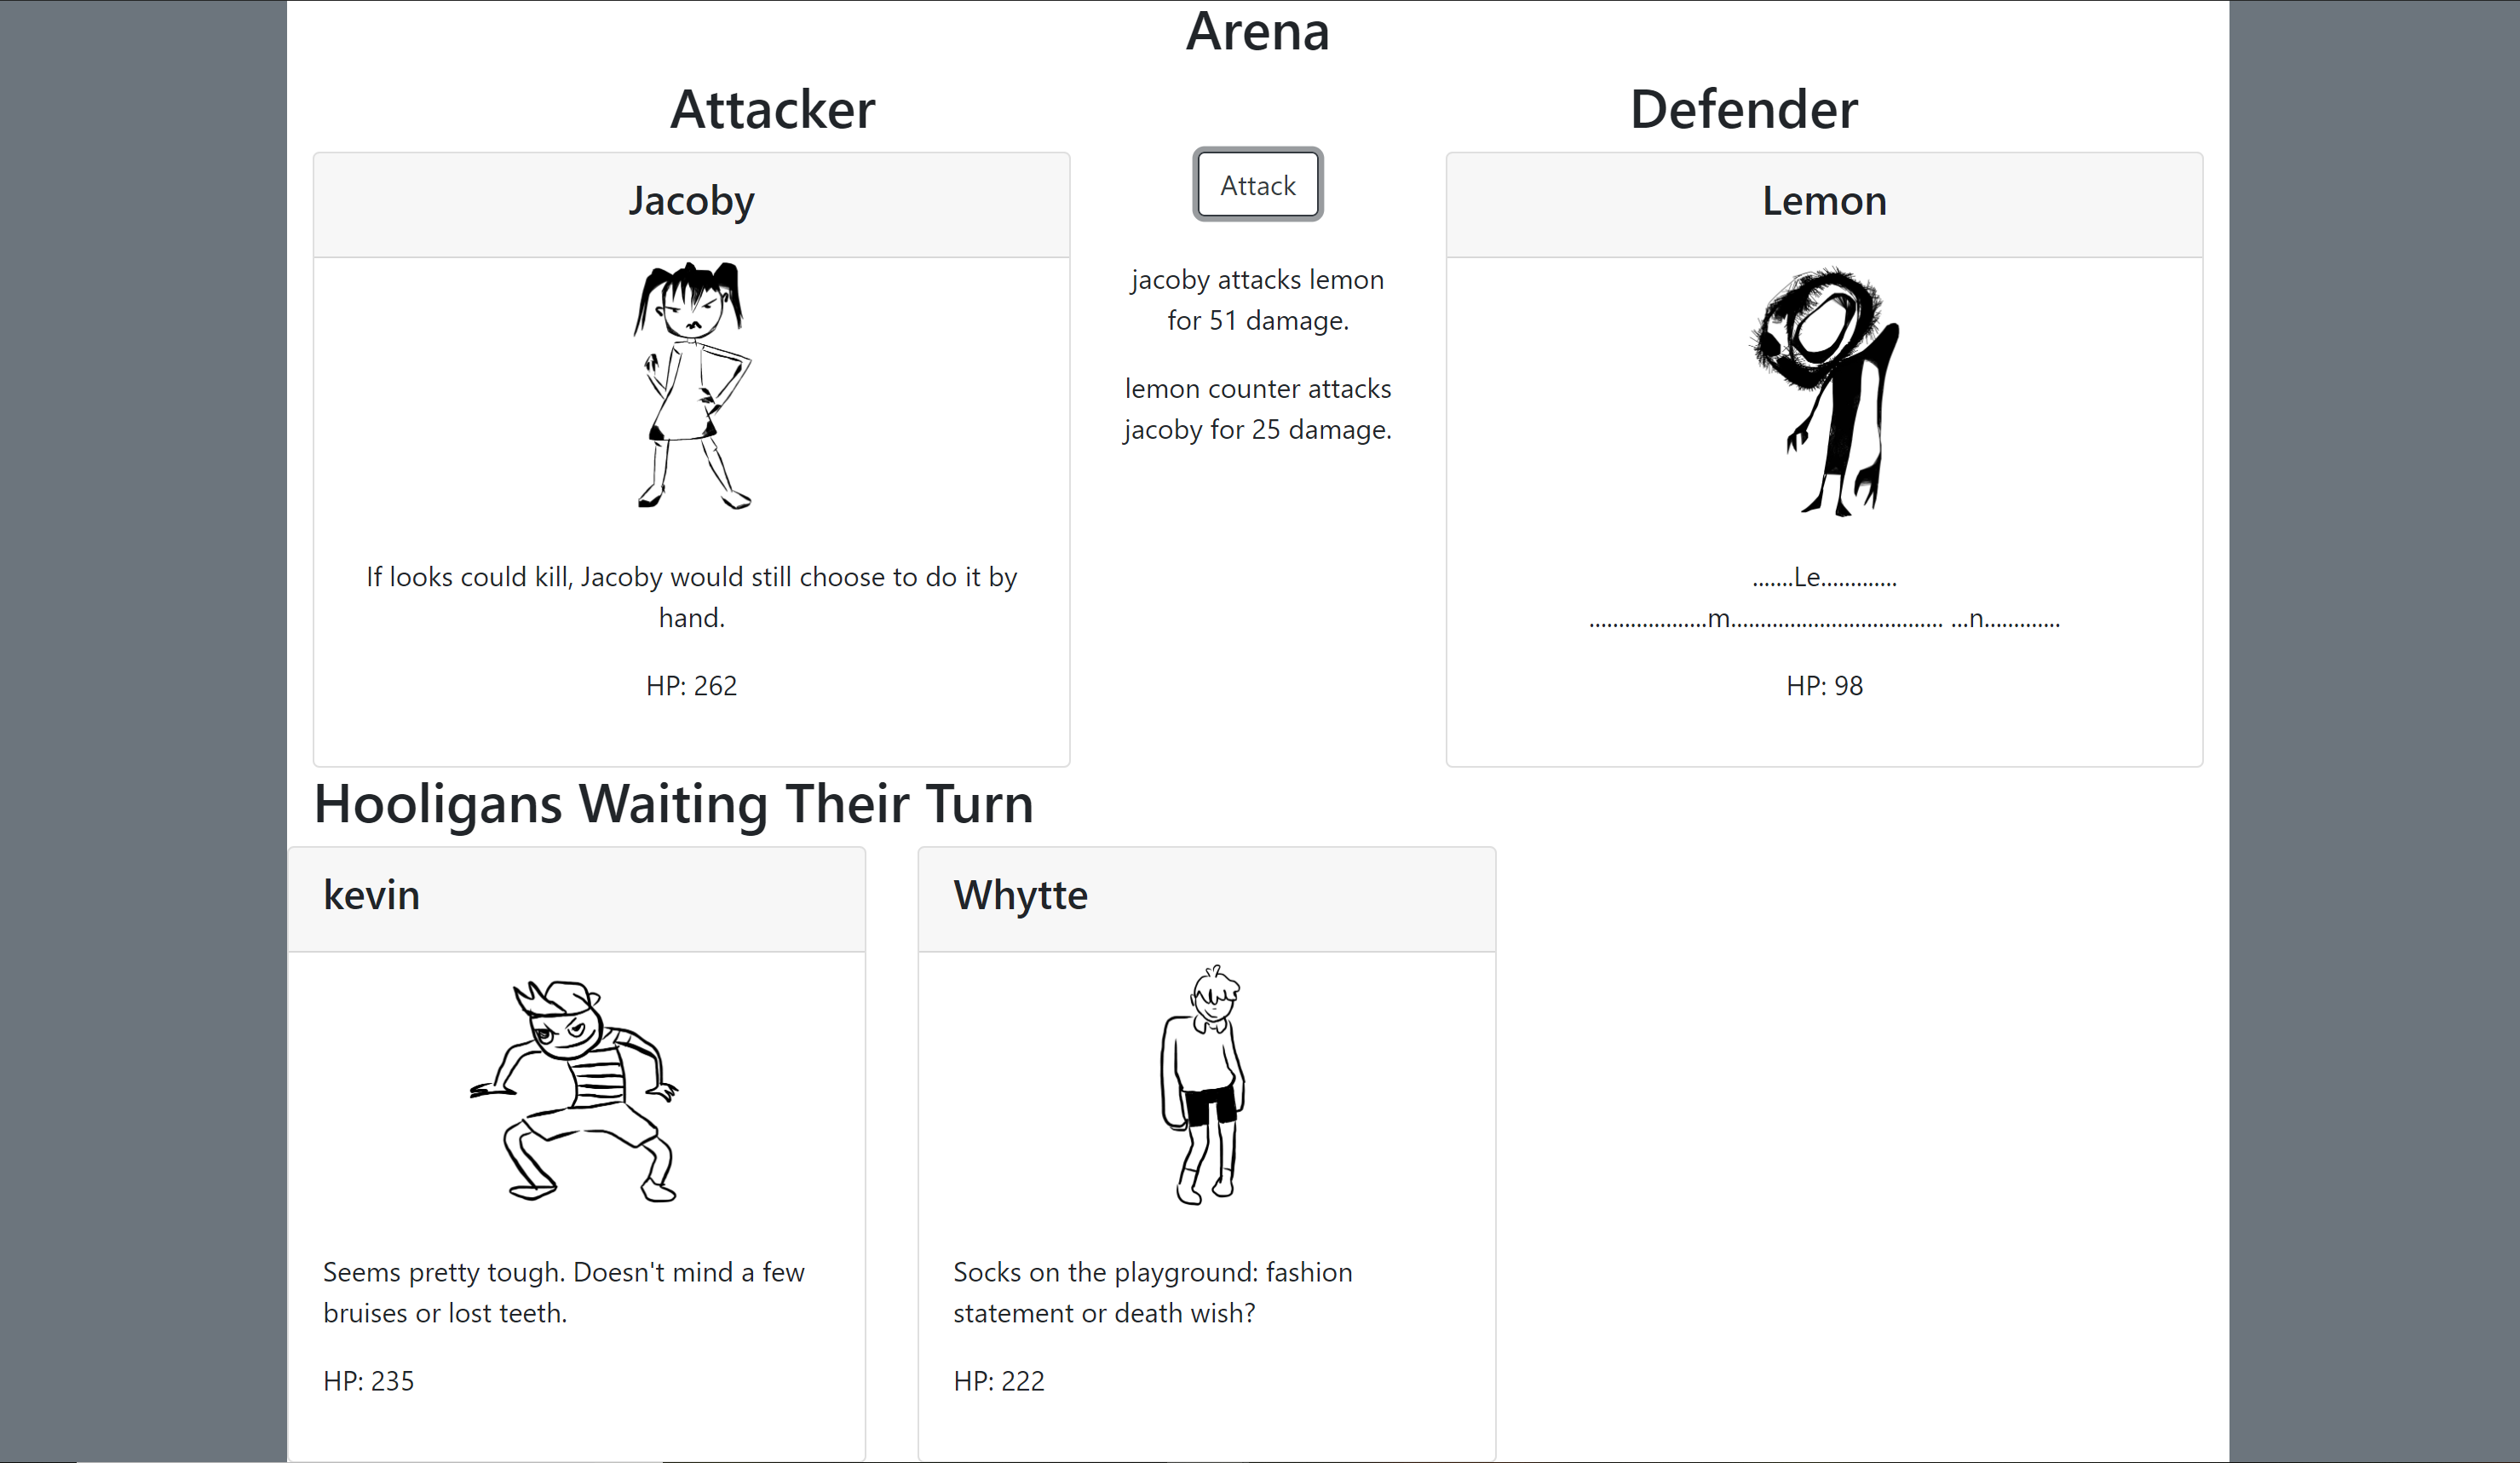 Arena
Attacker
Defender
Jacoby
Attack
Lemon
jacoby attacks lemon
for 51 damage.
lemon counter attacks
jacoby for 25 damage.
If looks could kill, Jacoby would still choose to do it by
hand.
HP: 262
.......Le.............
....................m.................................... ...n.............
HP: 98
Hooligans Waiting Their Turn
kevin
Whytte
Seems pretty tough. Doesn't mind a few
bruises or lost teeth.
HP: 235
Socks on the playground: fashion
statement or death wish?
HP: 222